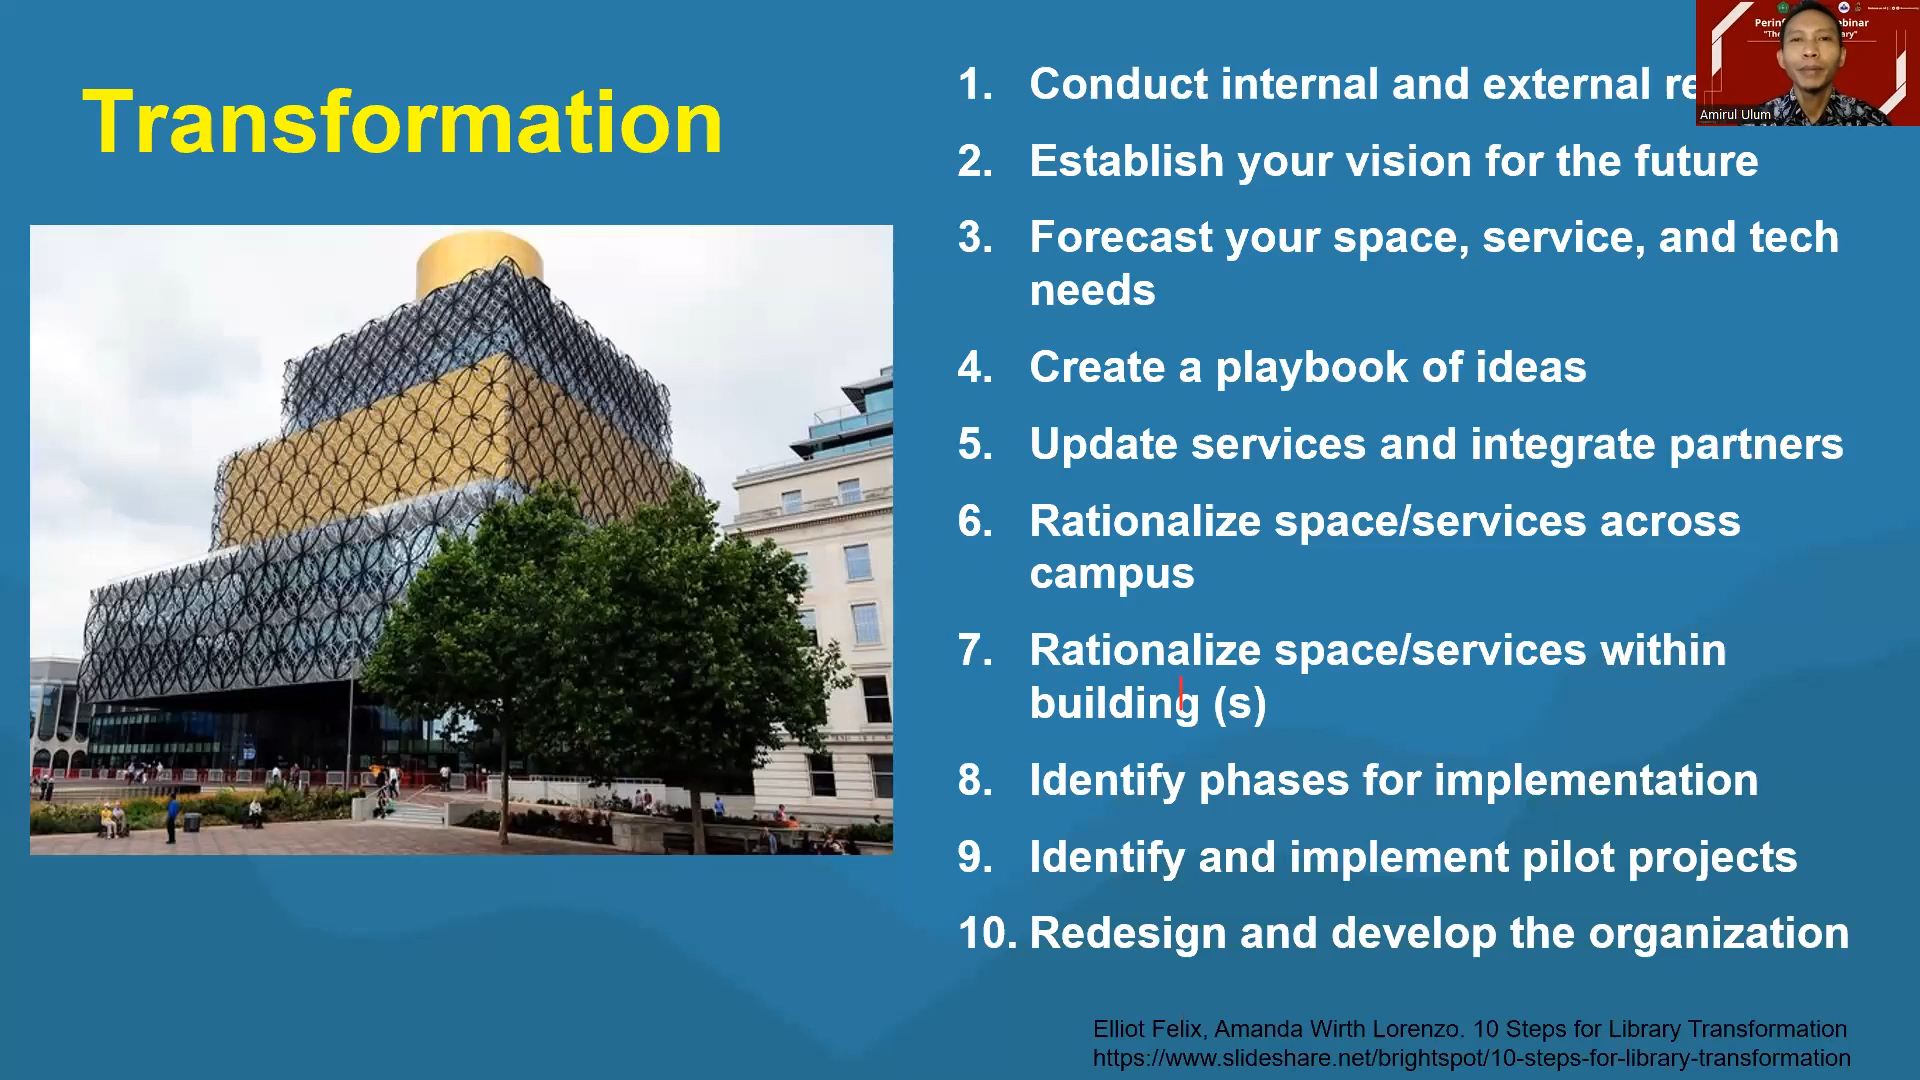 Transformation
1. Conduct internal and external
2. Establish your vision for the future
3. Forecast your space, service, and tech
needs
4. Create a playbook of ideas
5. Update services and integrate partners
6. Rationalize space/services across
campus
7. Rationalize space/services within
building (s)
8. Identify phases for implementation
9. Identify and implement pilot projects
10. Redesign and develop the organization
Elliot Felix, Amanda Wirth Lorenzo. 10 Steps for Library Transformation
https://www.slideshare.net/brightspot/10-steps-for-library-transformation
Amirul Ulum